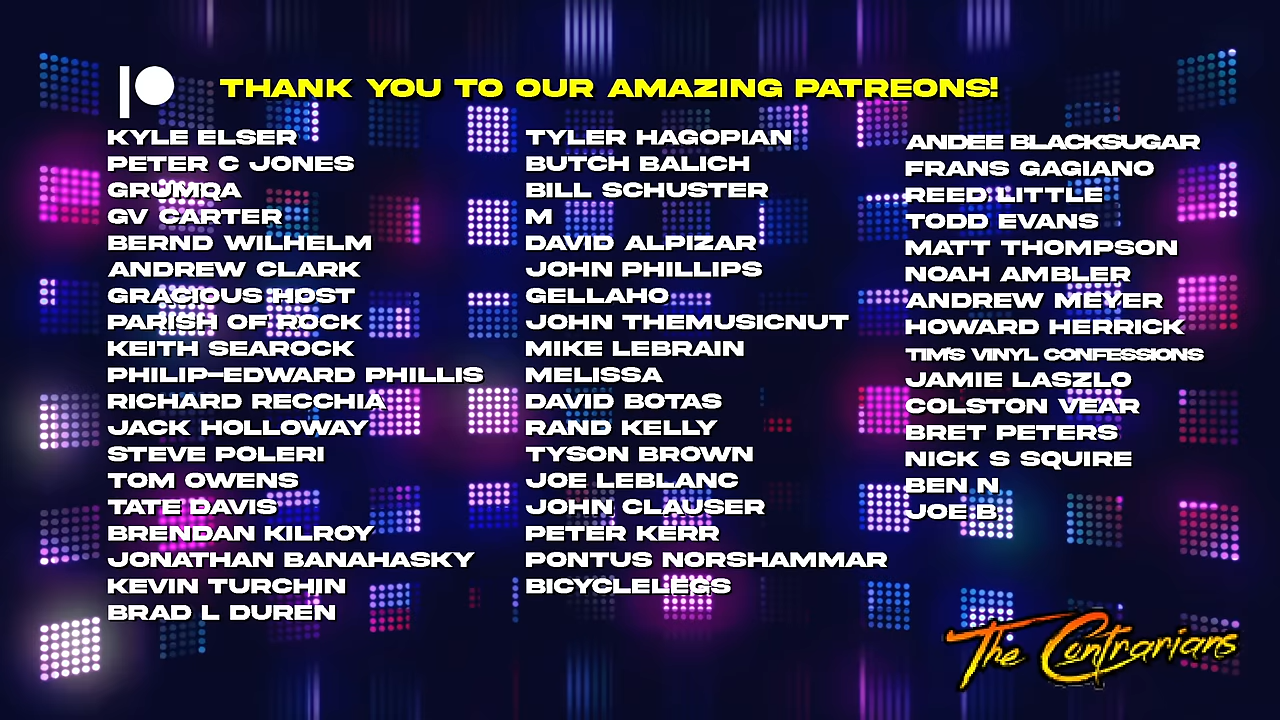 THANK YOU TO OUR AMAZING PATREONS!
KYLE ELSER
PETER C JONES
GRUMQA
GV CARTER
BERND WILHELM
ANDREW CLARK
GRACIOUS HOST
PARISH OF ROCK
KEITH SEAROCK
PHILIP-EDWARD PHILLIS
RICHARD RECCHIA
JACK HOLLOWAY
STEVE POLERI
TOM OWENS
TATE DAVIS
BRENDAN KILROY
JONATHAN BANAHASKY
KEVIN TURCHIN
BRAD L DUREN
TYLER HAGOPIAN
BUTCH BALICH
BILL SCHUSTER
M
DAVID ALPIZAR
JOHN PHILLIPS
GELLAHO
JOHN THEMUSICNUT
MIKE LEBRAIN
MELISSA
DAVID BOTAS
RAND KELLY
TYSON BROWN
JOE LEBLANC
JOHN CLAUSER
PETER KERR
PONTUS NORSHAMMAR
BICYCLELEGS
ANDEE BLACKSUGAR
FRANS GAGIANO
REED LITTLE
TODD EVANS
MATT THOMPSON
NOAH AMBLER
ANDREW MEYER
HOWARD HERRICK
TIM'S VINYL CONFESSIONS
JAMIE LASZLO
COLSTON VEAR
BRET PETERS
NICK S SQUIRE
BEN N
JOE B
The Contrarians